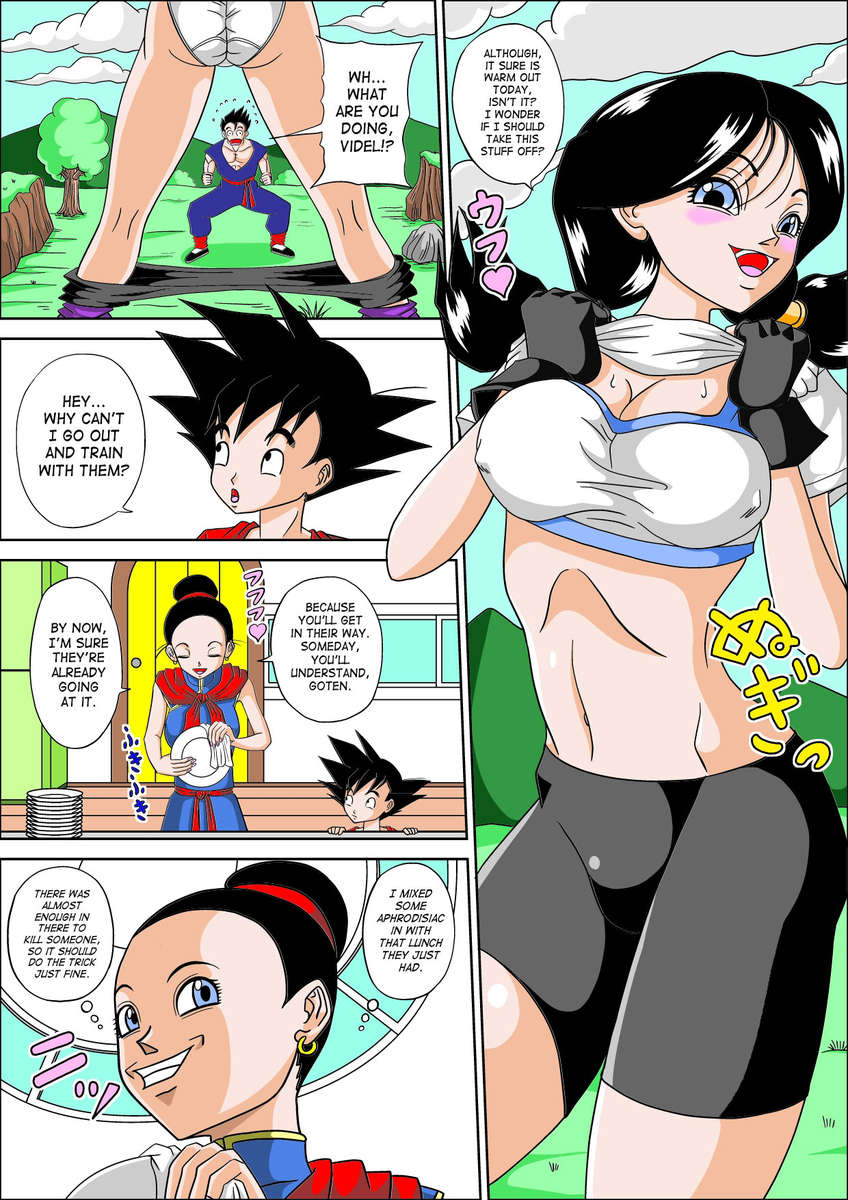 ALTHOUGH,
IT SURE IS
WARM OUT
TODAY,
ISN'T IT?
I WONDER
IF I SHOULD
TAKE THIS
STUFF OFF?
ウフ♥
ぬぎっ
WH...
WHAT
ARE YOU
DOING,
VIDEL!?
HEY...
WHY CAN'T
I GO OUT
AND TRAIN
WITH THEM?
BECAUSE
YOU'LL GET
IN THEIR WAY.
SOMEDAY,
YOU'LL
UNDERSTAND,
GOTEN.
フフフ♥
BY NOW,
I'M SURE
THEY'RE
ALREADY
GOING
AT IT.
ふきふき
I MIXED
SOME
APHRODISIAC
IN WITH
THAT LUNCH
THEY JUST
HAD.
THERE WAS
ALMOST
ENOUGH IN
THERE TO
KILL SOMEONE,
SO IT SHOULD
DO THE TRICK
JUST FINE.
ニッ